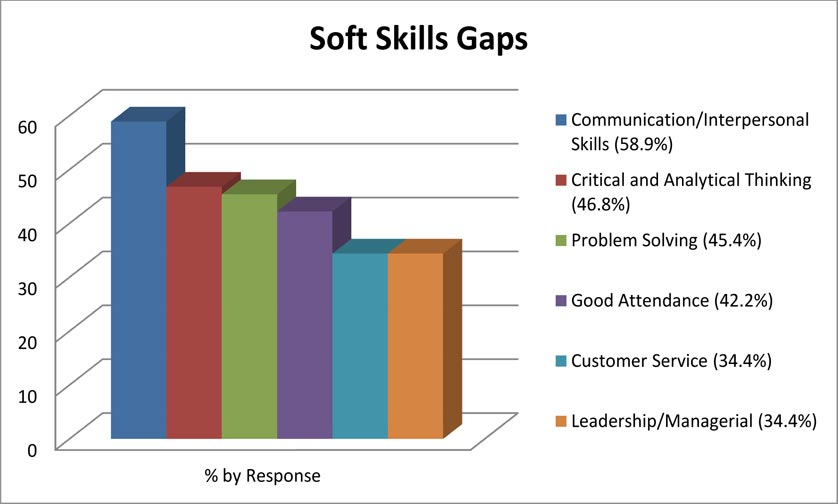 Soft Skills Gaps
60
50
40
30
20
10
0
% by Response
Communication/Interpersonal
Skills (58.9%)
Critical and Analytical Thinking
(46.8%)
Problem Solving (45.4%)
Good Attendance (42.2%)
Customer Service (34.4%)
Leadership/Managerial (34.4%)